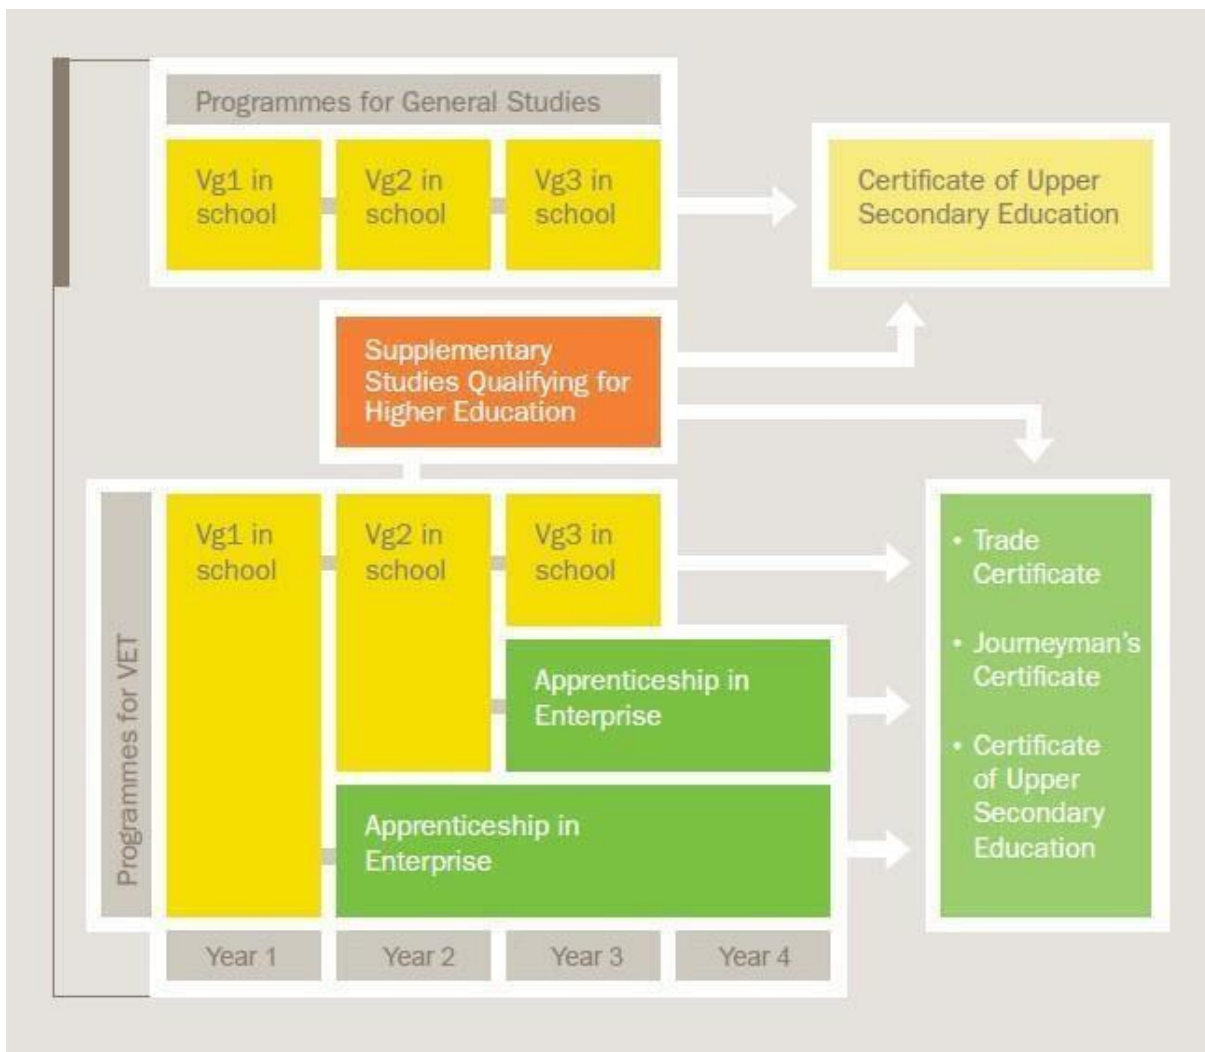 Programmes for General Studies
Vg1 in
school
Vg2 in
school
Vg3 in
school
Certificate of Upper
Secondary Education
Supplementary
Studies Qualifying for
Higher Education
Programmes for VET
Vg1 in
school
Vg2 in
school
Vg3 in
school
Apprenticeship in
Enterprise
Apprenticeship in
Enterprise
• Trade
Certificate
• Journeyman's
Certificate
• Certificate
of Upper
Secondary
Education
Year 1
Year 2
Year 3
Year 4